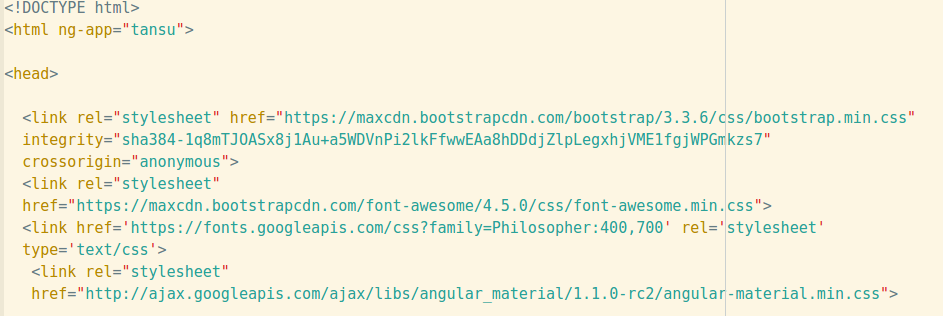 <!DOCTYPE html>
<html ng-app="tansu">
<head>
<link rel="stylesheet" href="https://maxcdn.bootstrapcdn.com/bootstrap/3.3.6/css/bootstrap.min.css"
integrity="sha384-1q8mTJOASx8j1Au+a5WDVnPi2lkFfwwEAa8hDDdjZlpLegxhjVME1fgjWPGmkzs7"
crossorigin="anonymous">
<link rel="stylesheet"
href="https://maxcdn.bootstrapcdn.com/font-awesome/4.5.0/css/font-awesome.min.css">
<link href='https://fonts.googleapis.com/css?family=Philosopher:400,700' rel='stylesheet'
type='text/css'>
<link rel="stylesheet"
href="http://ajax.googleapis.com/ajax/libs/angular_material/1.1.0-rc2/angular-material.min.css">